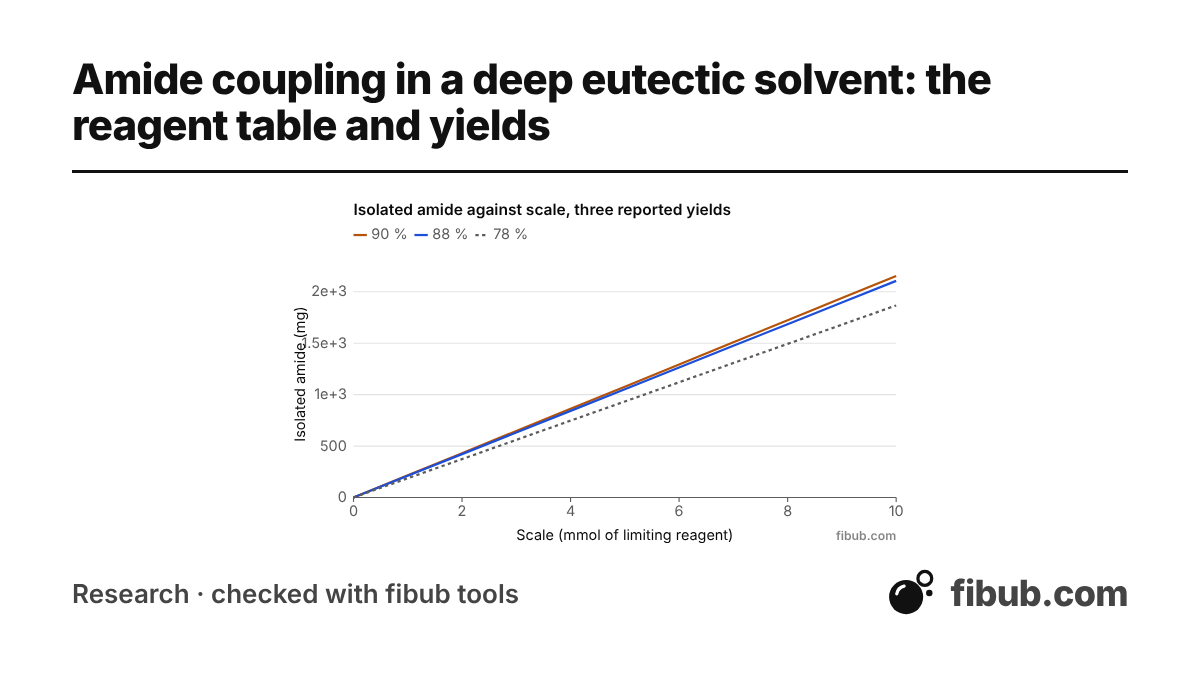 Amide coupling in a deep eutectic solvent: the
reagent table and yields
Isolated amide against scale, three reported yields
90 % 88 % 78 %
2e+3
1.5e+3
1e+3
500
0
Isolated amide (mg)
0 2 4 6 8 10
Scale (mmol of limiting reagent)
fibub.com
Research · checked with fibub tools
fibub.com